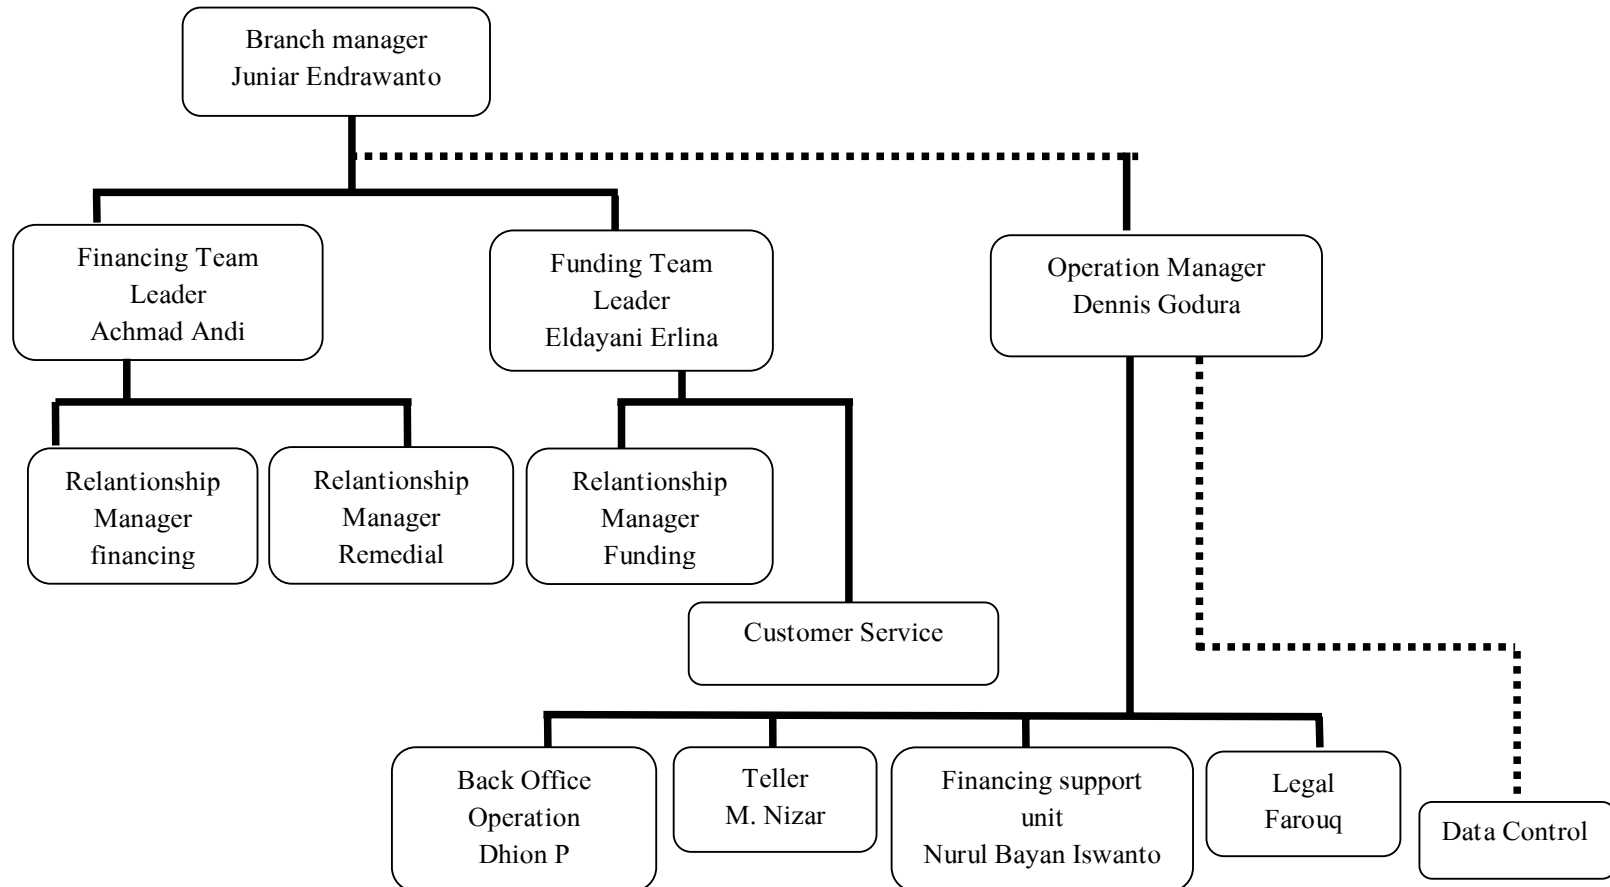 Branch manager
Juniar Endrawanto
Financing Team
Leader
Achmad Andi
Funding Team
Leader
Eldayani Erlina
Operation Manager
Dennis Godura
Relantionship
Manager
financing
Relantionship
Manager
Remedial
Relantionship
Manager
Funding
Customer Service
Back Office
Operation
Dhion P
Teller
M. Nizar
Financing support
unit
Nurul Bayan Iswanto
Legal
Farouq
Data Control